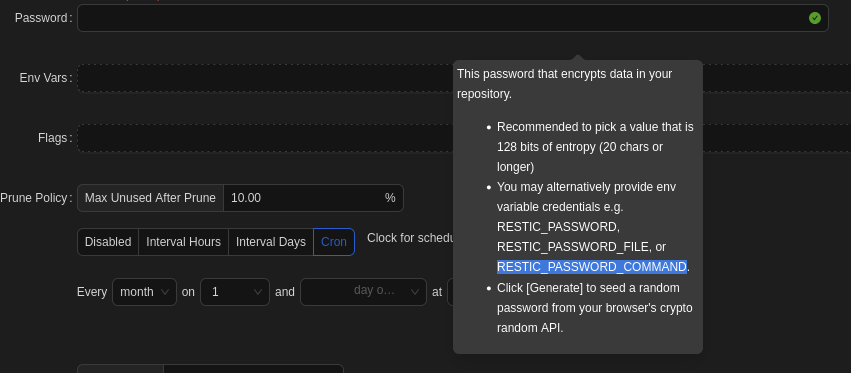 Password :
Env Vars :
This password that encrypts data in your
repository.
Flags :
• Recommended to pick a value that is
128 bits of entropy (20 chars or
longer)
• You may alternatively provide env
variable credentials e.g.
RESTIC_PASSWORD,
RESTIC_PASSWORD_FILE, or
RESTIC_PASSWORD_COMMAND.
• Click [Generate] to seed a random
password from your browser's crypto
random API.
Prune Policy : Max Unused After Prune 10.00 %
Disabled Interval Hours Interval Days Cron Clock for schedu
Every month on 1 and day o… at